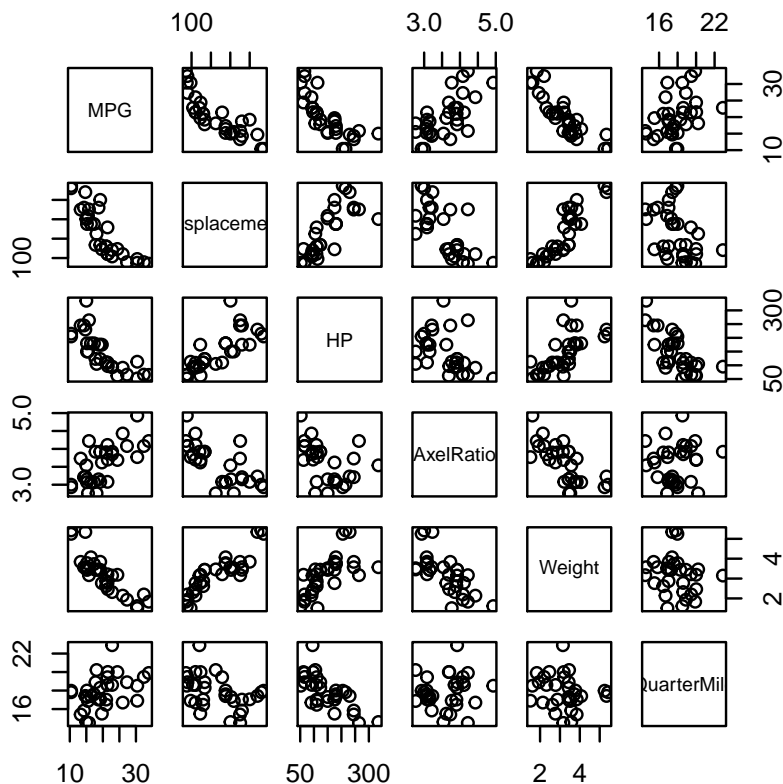 100 3.0 5.0 16 22
MPG 10 30
100 splaceme
HP 50 300
3.0 5.0 AxelRatio
Weight 2 4
16 22 QuarterMil
10 30 50 300 2 4